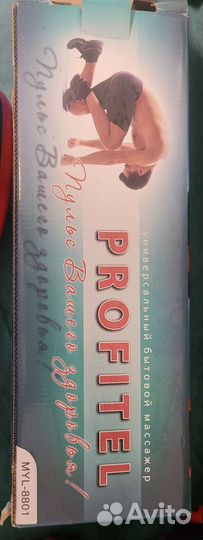 универсальный бытовой массажер
PROFITEL
Пульс Вашего здоровья!
Пульс Вашего здоровья!
MYL-8801
Avito